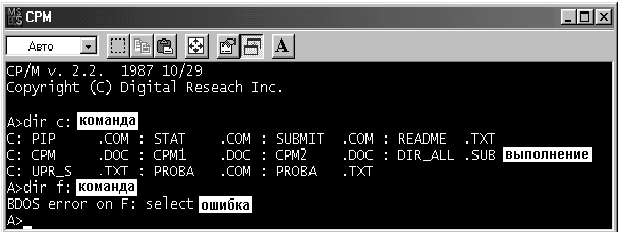 CPM
Авто
A
CP/M v. 2.2. 1987 10/29
Copyright (C) Digital Reseach Inc.
A>dir c: команда
C: PIP .COM : STAT .COM : SUBMIT .COM : README .TXT
C: CPM .DOC : CPM1 .DOC : CPM2 .DOC : DIR_ALL .SUB выполнение
C: UPR_S .TXT : PROBA .COM : PROBA .TXT
A>dir f: команда
BDOS error on F: select ошибка
A>_